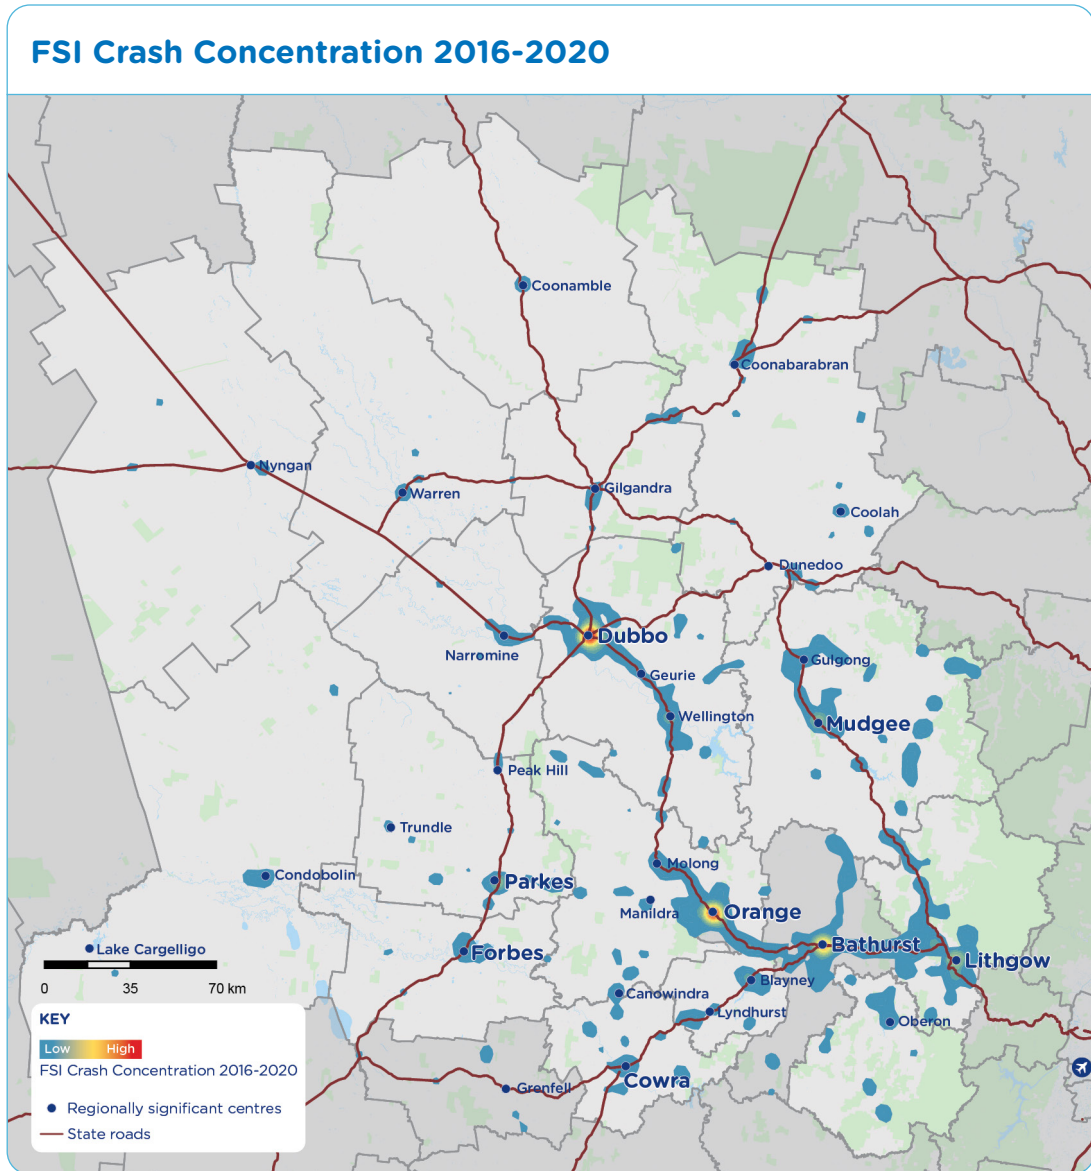 FSI Crash Concentration 2016-2020
Coonamble
Coonabarabran
Nyngan
Warren
Gilgandra
Coolah
Dunedoo
Dubbo
Narromine
Gulgong
Geurie
Wellington
Mudgee
Peak Hill
Trundle
Molong
Condobolin
Parkes
Manildra
Orange
Lake Cargelligo
Forbes
Bathurst
Lithgow
0 35 70 km
Blayney
Canowindra
Lyndhurst
Oberon
KEY
Low High
FSI Crash Concentration 2016-2020
Cowra
Grenfell
Regionally significant centres
State roads